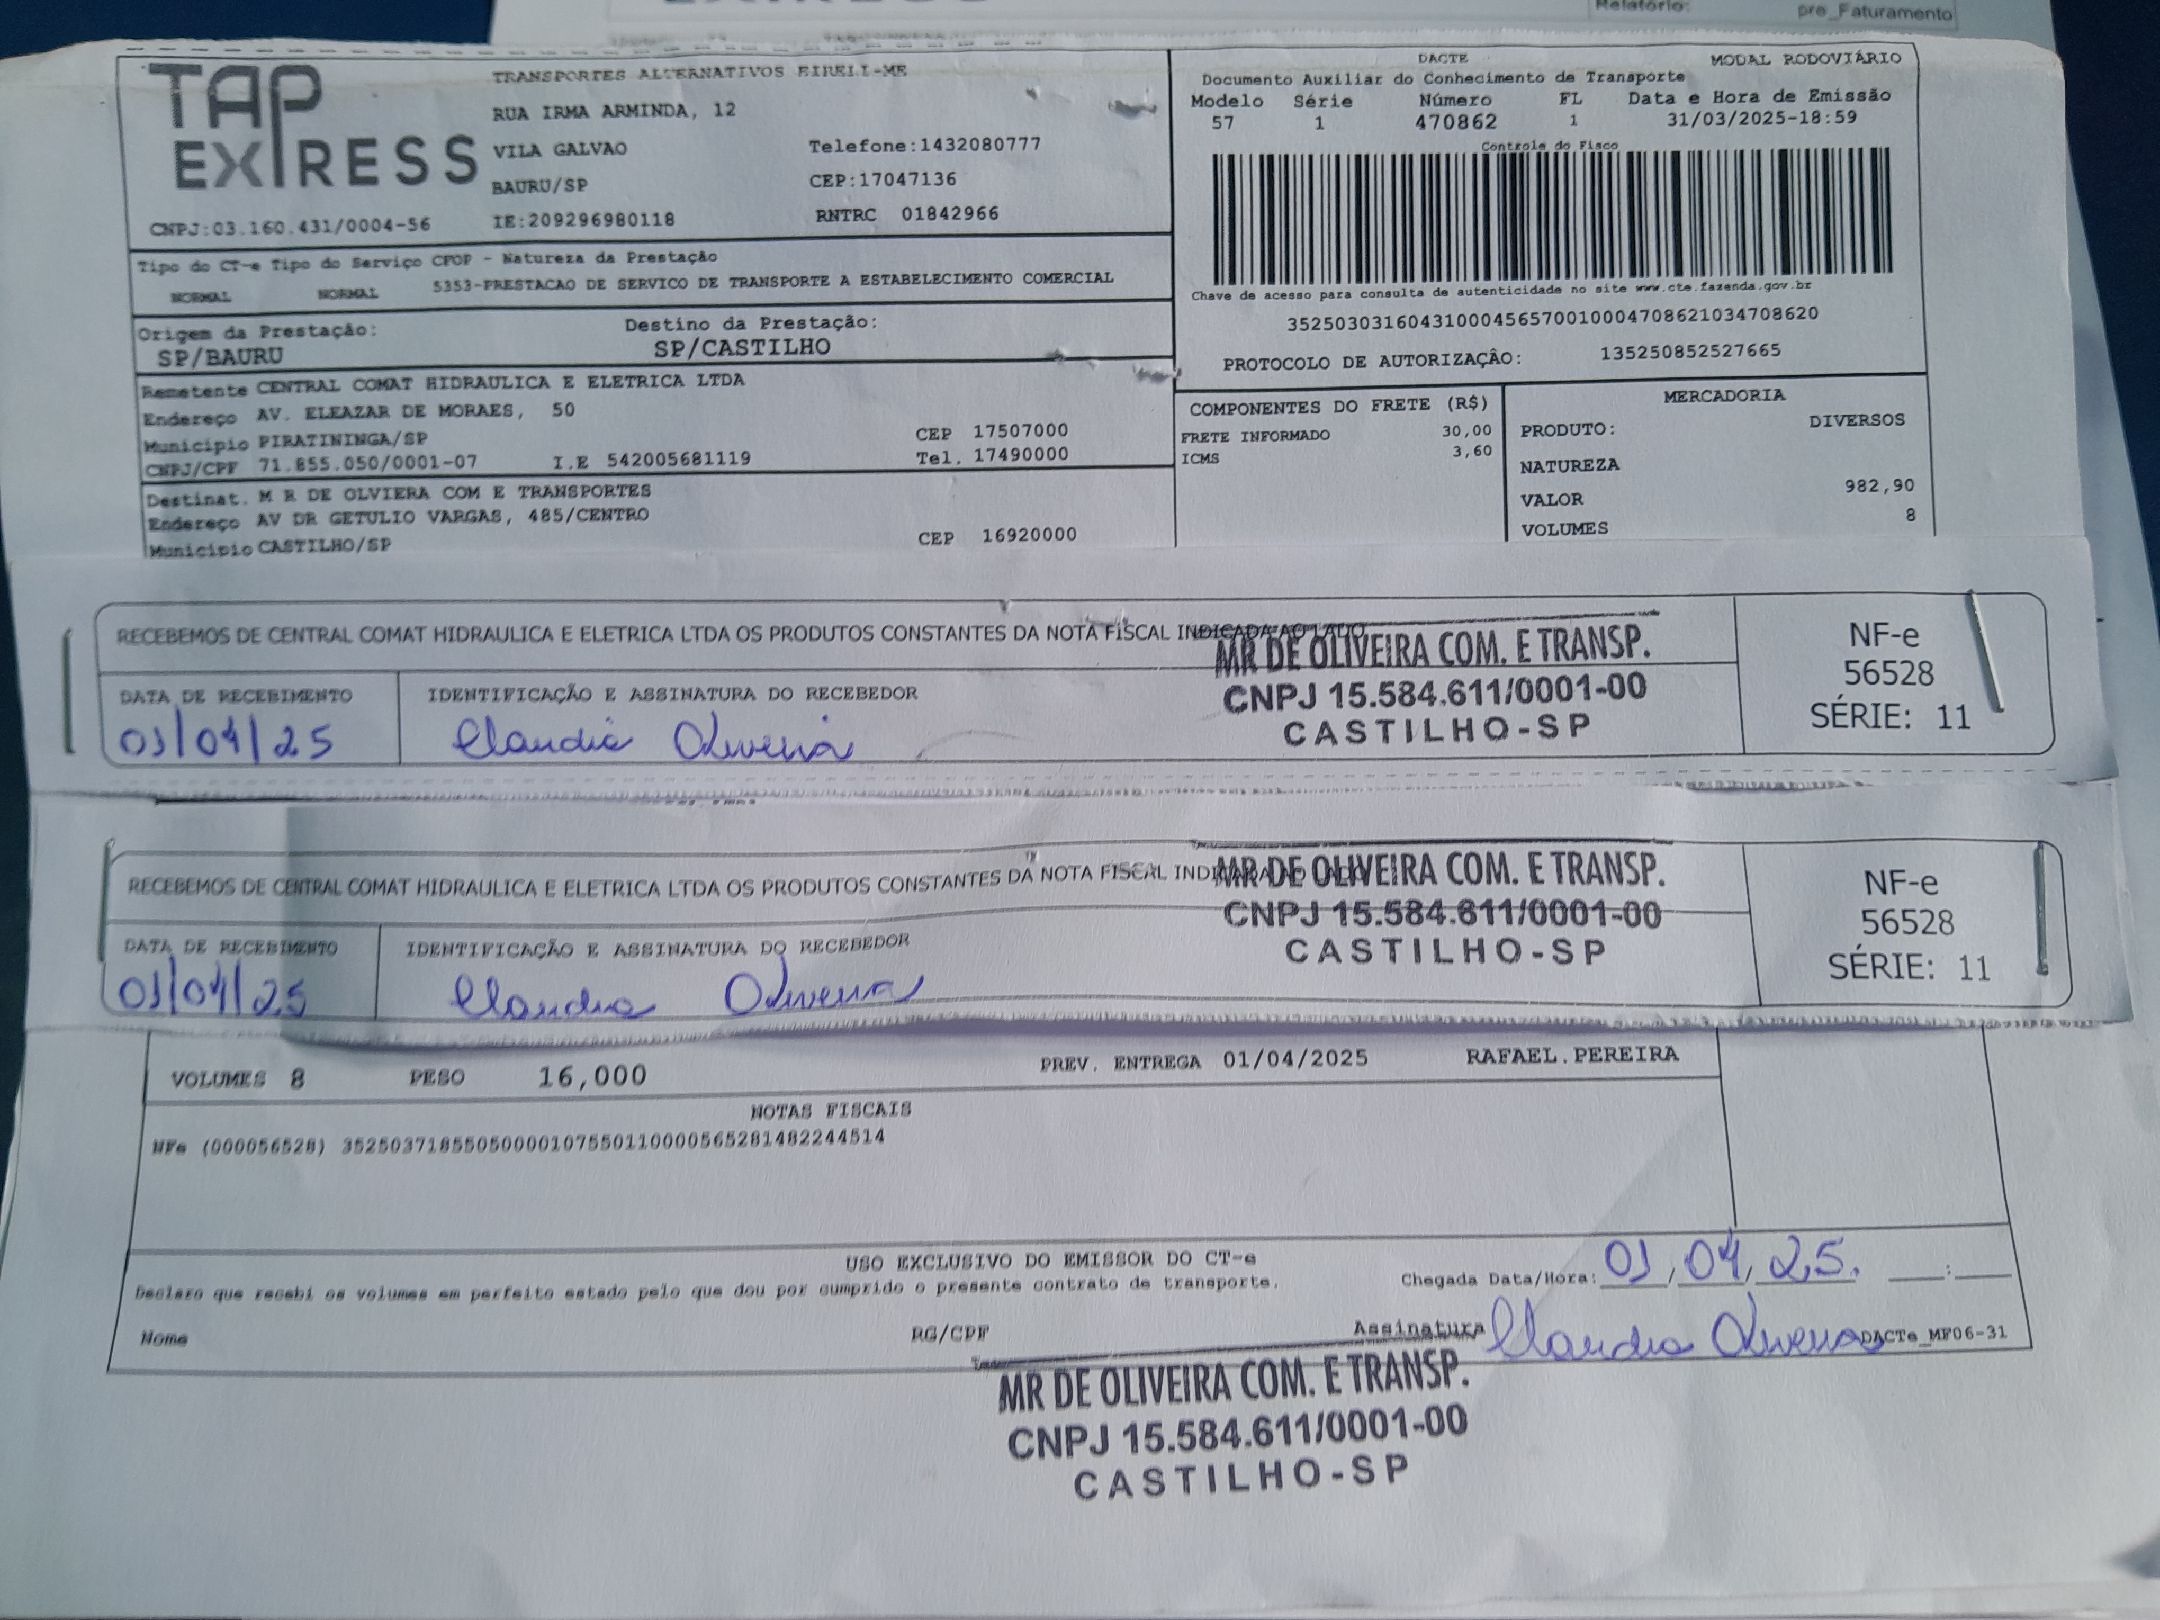 Relatório:
pre_Faturamento
TAP EXPRESS
TRANSPORTES ALTERNATIVOS EIRELI-ME
RUA IRMA ARMINDA, 12
VILA GALVAO Telefone:1432080777
BAURU/SP CEP:17047136
CNPJ:03.160.431/0004-56 IE:209296980118 RNTRC 01842966
DACTE MODAL RODOVIÁRIO
Documento Auxiliar do Conhecimento de Transporte
Modelo Série Número FL Data e Hora de Emissão
57 1 470862 1 31/03/2025-18:59
Controle do Fisco
Chave de acesso para consulta de autenticidade no site www.cte.fazenda.gov.br
35250303160431000456570010004708621034708620
PROTOCOLO DE AUTORIZAÇÃO: 135250852527665
Tipo do CT-e Tipo do Serviço CFOP - Natureza da Prestação
NORMAL NORMAL 5353-PRESTACAO DE SERVICO DE TRANSPORTE A ESTABELECIMENTO COMERCIAL
Origem da Prestação: Destino da Prestação:
SP/BAURU SP/CASTILHO
Remetente CENTRAL COMAT HIDRAULICA E ELETRICA LTDA
Endereço AV. ELEAZAR DE MORAES, 50
Município PIRATININGA/SP CEP 17507000
CNPJ/CPF 71.855.050/0001-07 I.E 542005681119 Tel. 17490000
Destinat. M R DE OLVIERA COM E TRANSPORTES
Endereço AV DR GETULIO VARGAS, 485/CENTRO
Município CASTILHO/SP CEP 16920000
COMPONENTES DO FRETE (R$)
FRETE INFORMADO 30,00
ICMS 3,60
MERCADORIA
PRODUTO: DIVERSOS
NATUREZA
VALOR 982,90
VOLUMES 8
RECEBEMOS DE CENTRAL COMAT HIDRAULICA E ELETRICA LTDA OS PRODUTOS CONSTANTES DA NOTA FISCAL INDICADA AO LADO
MR DE OLIVEIRA COM. E TRANSP.
CNPJ 15.584.611/0001-00
CASTILHO-SP
DATA DE RECEBIMENTO IDENTIFICAÇÃO E ASSINATURA DO RECEBEDOR
01/04/25 Claudia Oliveira
NF-e
56528
SÉRIE: 11
RECEBEMOS DE CENTRAL COMAT HIDRAULICA E ELETRICA LTDA OS PRODUTOS CONSTANTES DA NOTA FISCAL
MR DE OLIVEIRA COM. E TRANSP.
CNPJ 15.584.611/0001-00
CASTILHO-SP
DATA DE RECEBIMENTO IDENTIFICAÇÃO E ASSINATURA DO RECEBEDOR
01/04/25 Claudia Oliveira
NF-e
56528
SÉRIE: 11
VOLUMES 8 PESO 16,000 PREV. ENTREGA 01/04/2025 RAFAEL.PEREIRA
NOTAS FISCAIS
NFe (000056528) 35250371855050000107550110000565281482244514
USO EXCLUSIVO DO EMISSOR DO CT-e
Declaro que recebi os volumes em perfeito estado pelo que dou por cumprido o presente contrato de transporte. Chegada Data/Hora: 01/04/25. __:__
Nome RG/CPF Assinatura Claudia Oliveira DACTe_MF06-31
MR DE OLIVEIRA COM. E TRANSP.
CNPJ 15.584.611/0001-00
CASTILHO-SP